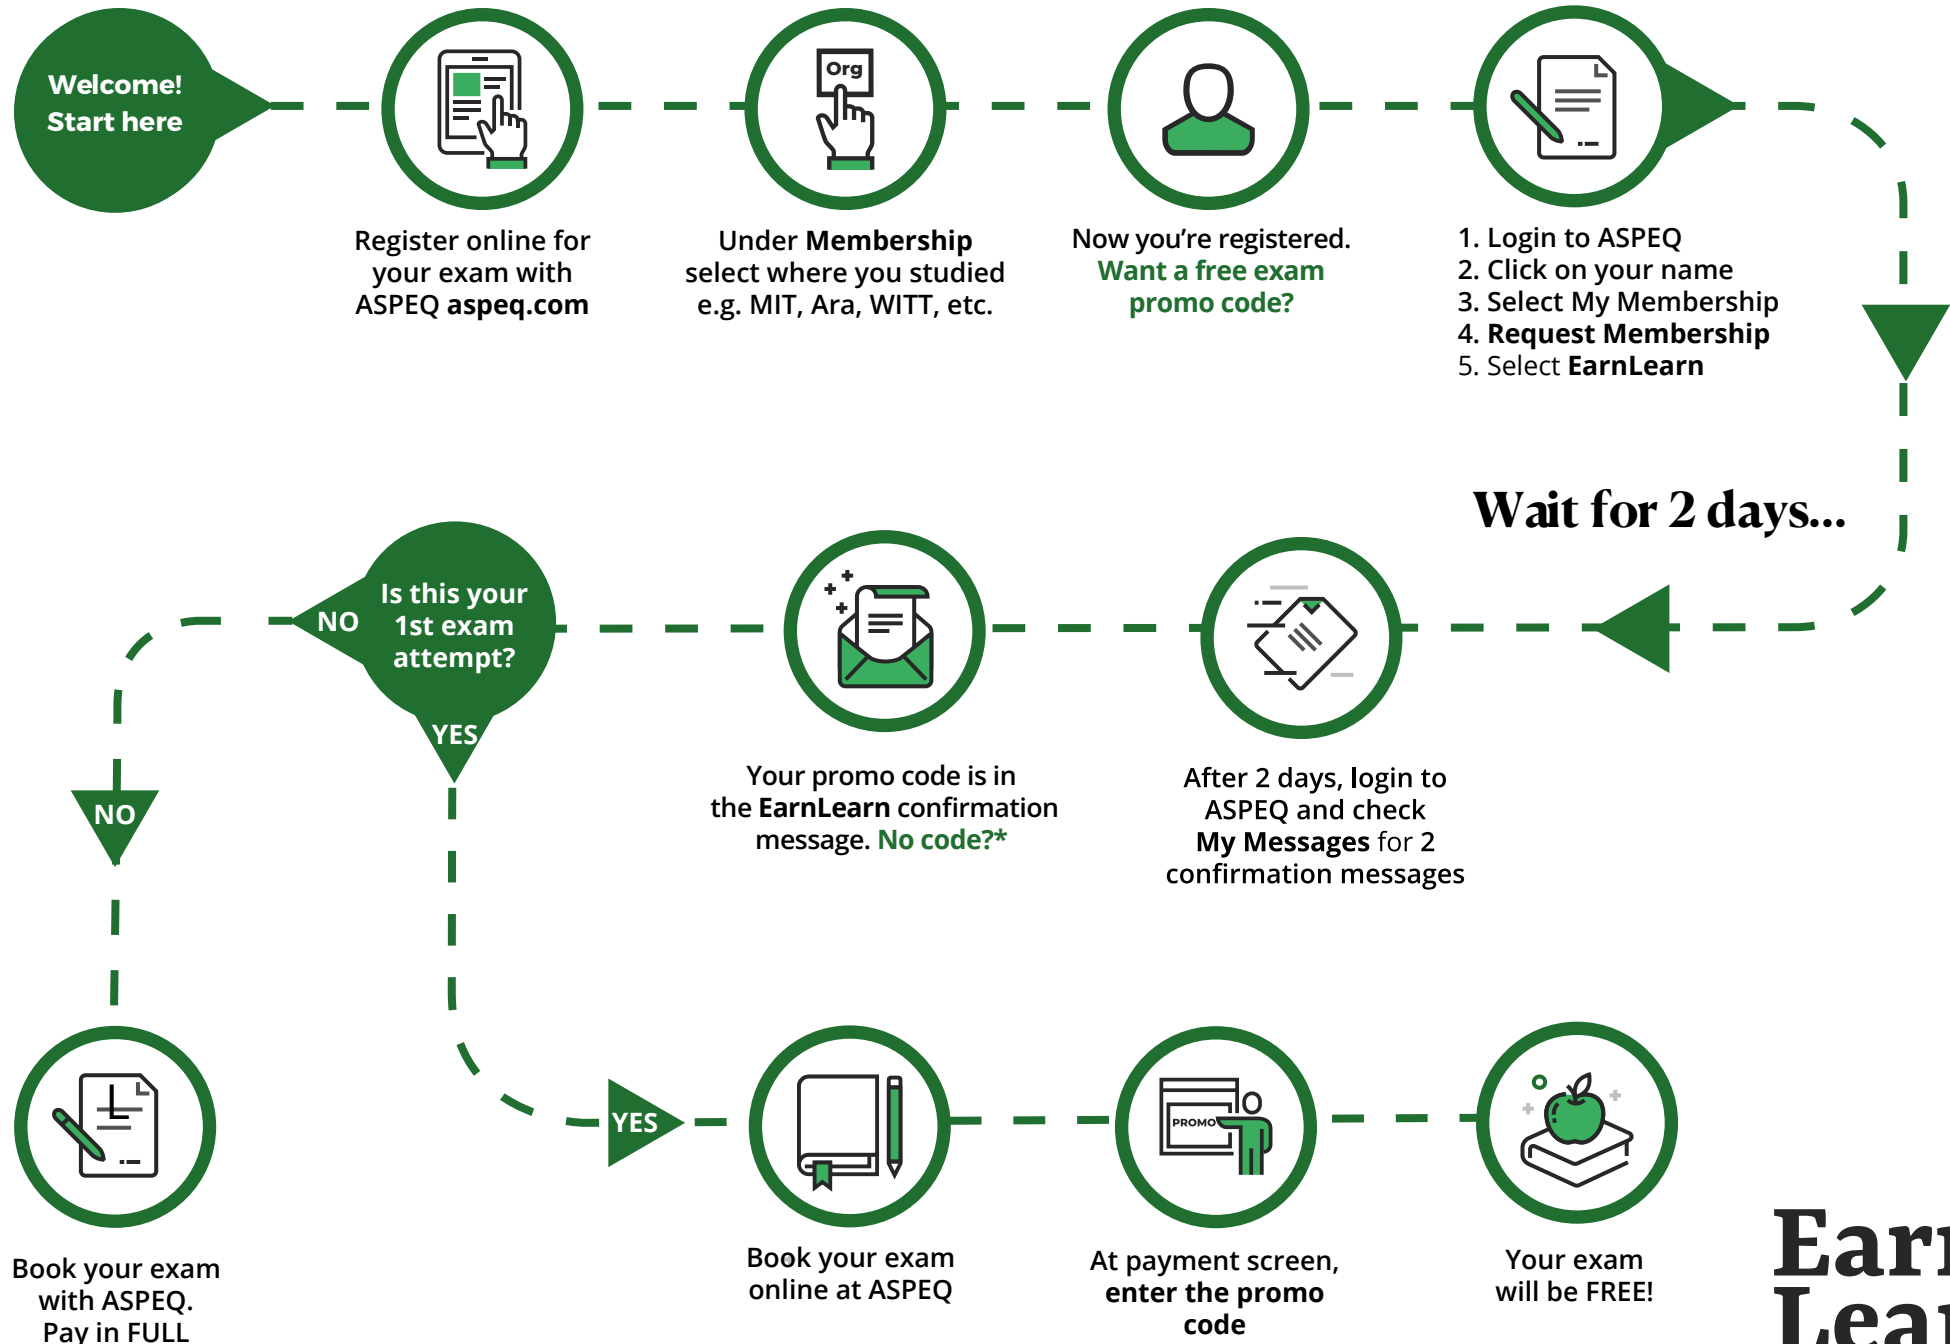 Welcome!
Start here
Org
Register online for
your exam with
ASPEQ aspeq.com
Under Membership
select where you studied
e.g. MIT, Ara, WITT, etc.
Now you're registered.
Want a free exam
promo code?
1. Login to ASPEQ
2. Click on your name
3. Select My Membership
4. Request Membership
5. Select EarnLearn
Wait for 2 days...
After 2 days, login to
ASPEQ and check
My Messages for 2
confirmation messages
Your promo code is in
the EarnLearn confirmation
message. No code?*
Is this your
1st exam
attempt?
NO
YES
NO
Book your exam
with ASPEQ.
Pay in FULL
YES
Book your exam
online at ASPEQ
PROMO
At payment screen,
enter the promo
code
Your exam
will be FREE!